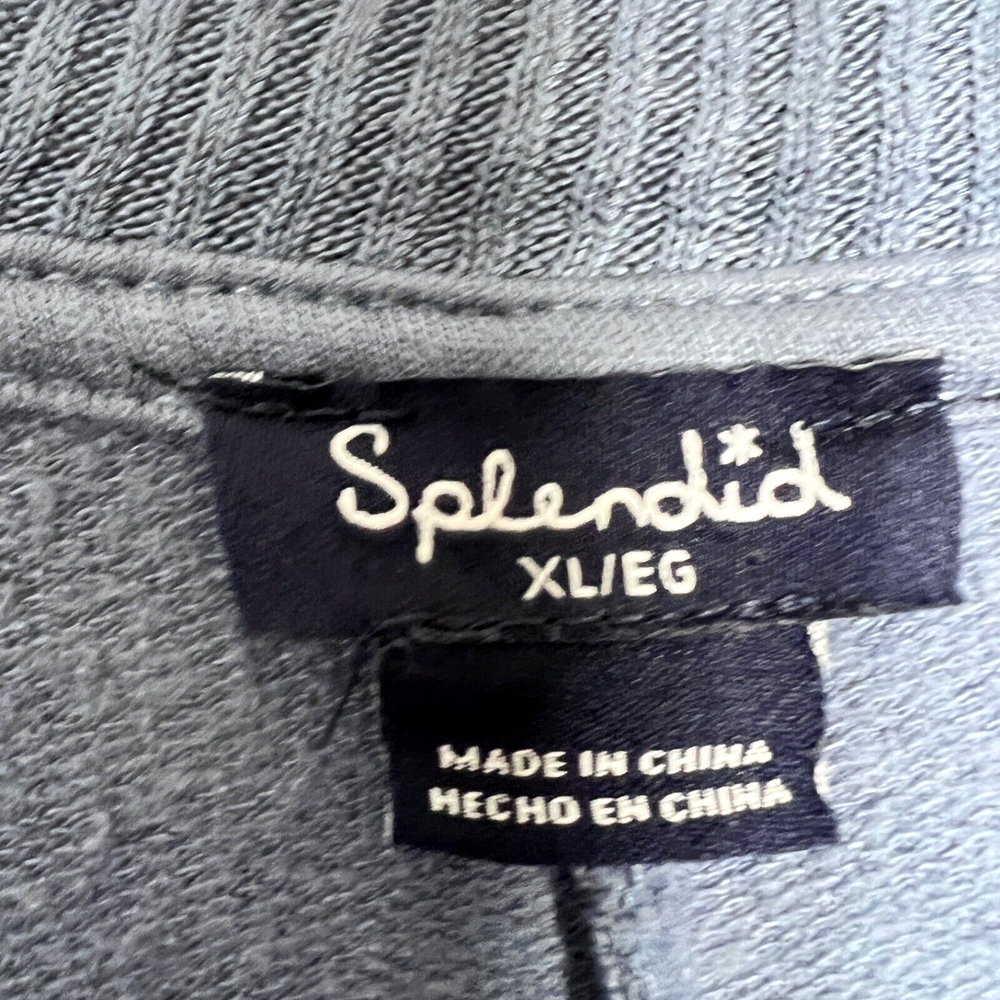 Splendid
XL/EG
MADE IN CHINA
HECHO EN CHINA